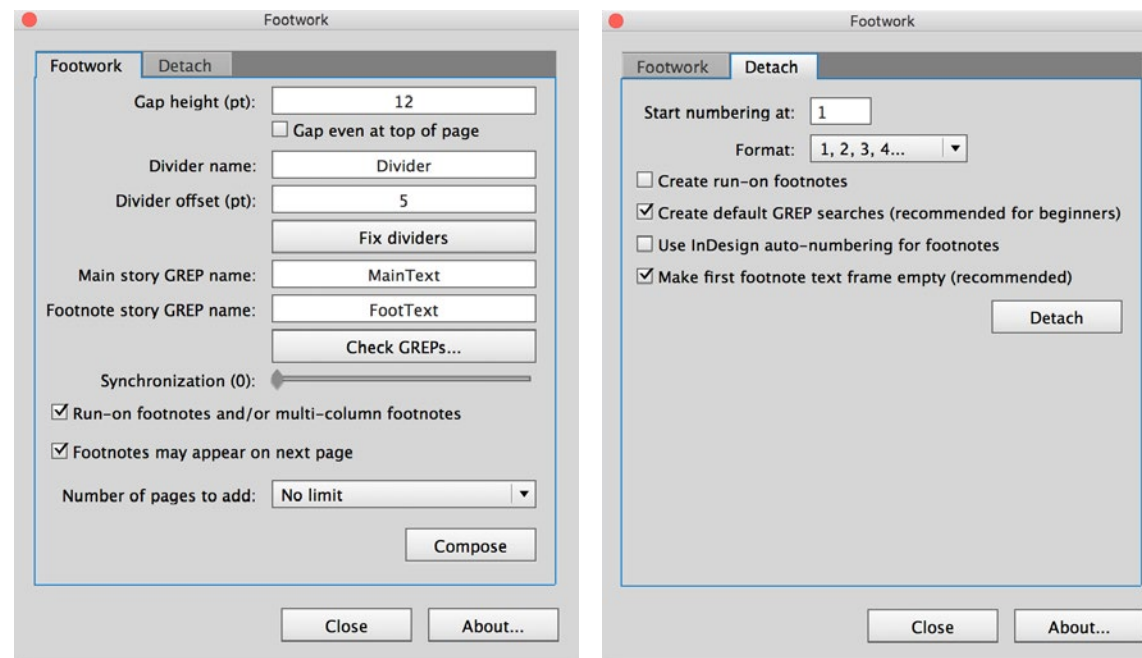 Footwork
Footwork Detach
Gap height (pt): 12
Gap even at top of page
Divider name: Divider
Divider offset (pt): 5
Fix dividers
Main story GREP name: MainText
Footnote story GREP name: FootText
Check GREPs...
Synchronization (0):
Run-on footnotes and/or multi-column footnotes
Footnotes may appear on next page
Number of pages to add: No limit
Compose
Close About...
Footwork
Footwork Detach
Start numbering at: 1
Format: 1, 2, 3, 4...
Create run-on footnotes
Create default GREP searches (recommended for beginners)
Use InDesign auto-numbering for footnotes
Make first footnote text frame empty (recommended)
Detach
Close About...